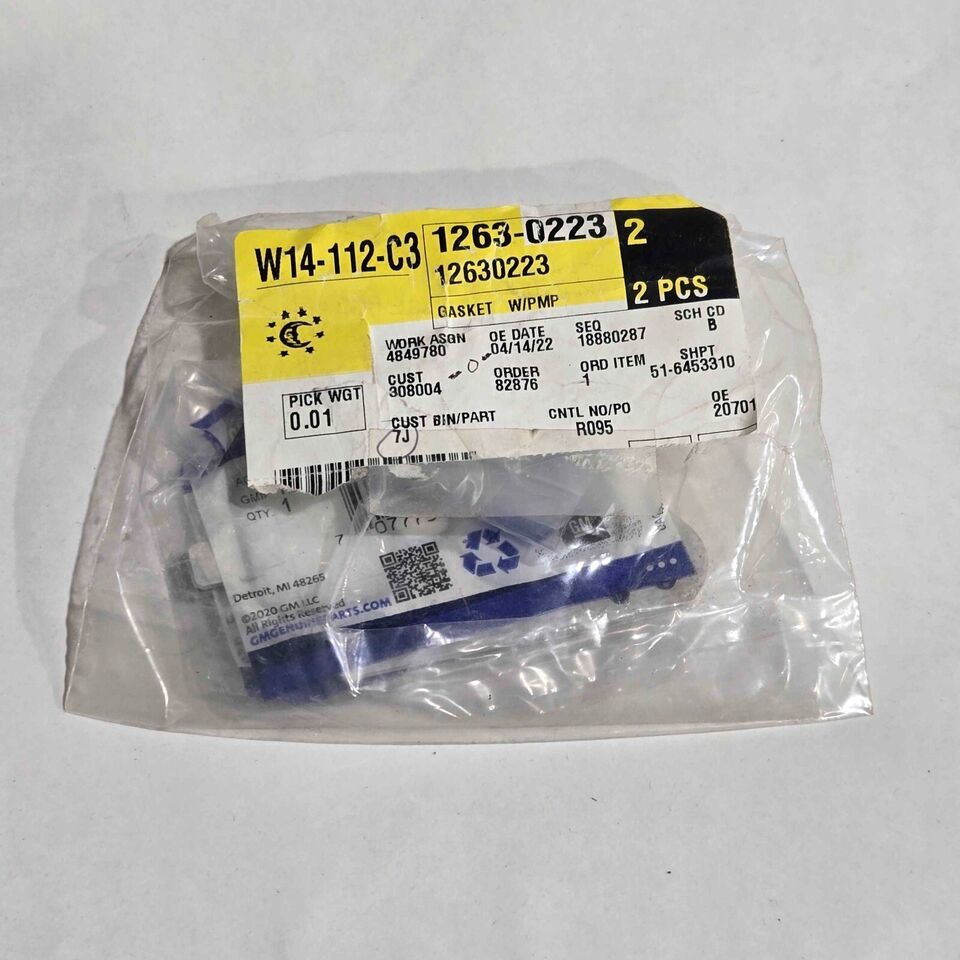 W14-112-C3
1263-0223
12630223
GASKET W/PMP
2
2 PCS
PICK WGT
0.01
WORK ASGN
4849780
OE DATE
04/14/22
SEQ
18880287
SCH CD
B
CUST
308004
-0-
ORDER
82876
ORD ITEM
1
SHPT
51-6453310
CUST BIN/PART
7J
CNTL NO/PO
R095
OE
20701
QTY
1
GM
Detroit, MI 48265
©2020 GM LLC
All Rights Reserved
GMGENUINEPARTS.COM